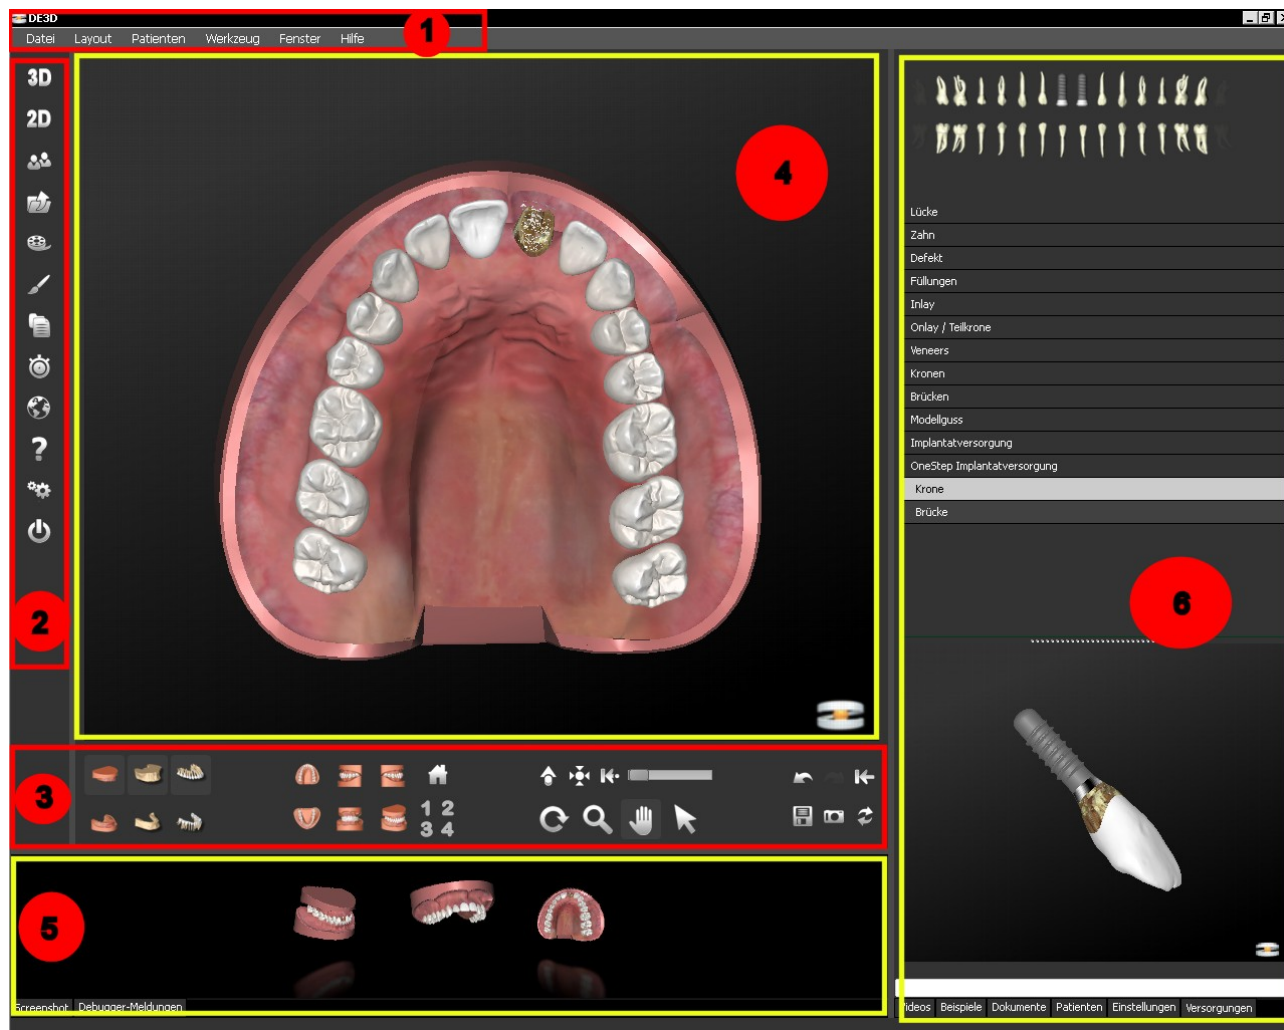 DE3D
Datei Layout Patienten Werkzeug Fenster Hilfe
1
3D
2D
?
2
4
Lücke
Zahn
Defekt
Füllungen
Inlay
Onlay / Teilkrone
Veneers
Kronen
Brücken
Modellguss
Implantatversorgung
OneStep Implantatversorgung
Krone
Brücke
6
3
1 2
3 4
5
Screenshot Debugger-Meldungen
Videos Beispiele Dokumente Patienten Einstellungen Versorgungen